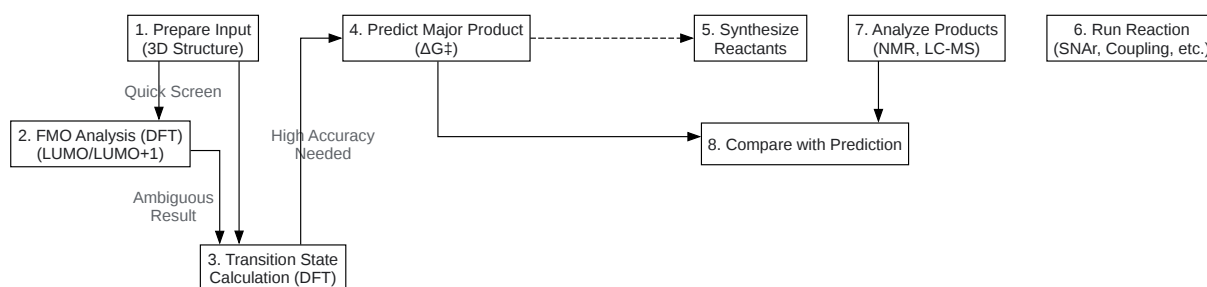 1. Prepare Input
(3D Structure)
4. Predict Major Product
(ΔG‡)
5. Synthesize
Reactants
7. Analyze Products
(NMR, LC-MS)
6. Run Reaction
(SNAr, Coupling, etc.)
Quick Screen
2. FMO Analysis (DFT)
(LUMO/LUMO+1)
High Accuracy
Needed
8. Compare with Prediction
Ambiguous
Result
3. Transition State
Calculation (DFT)